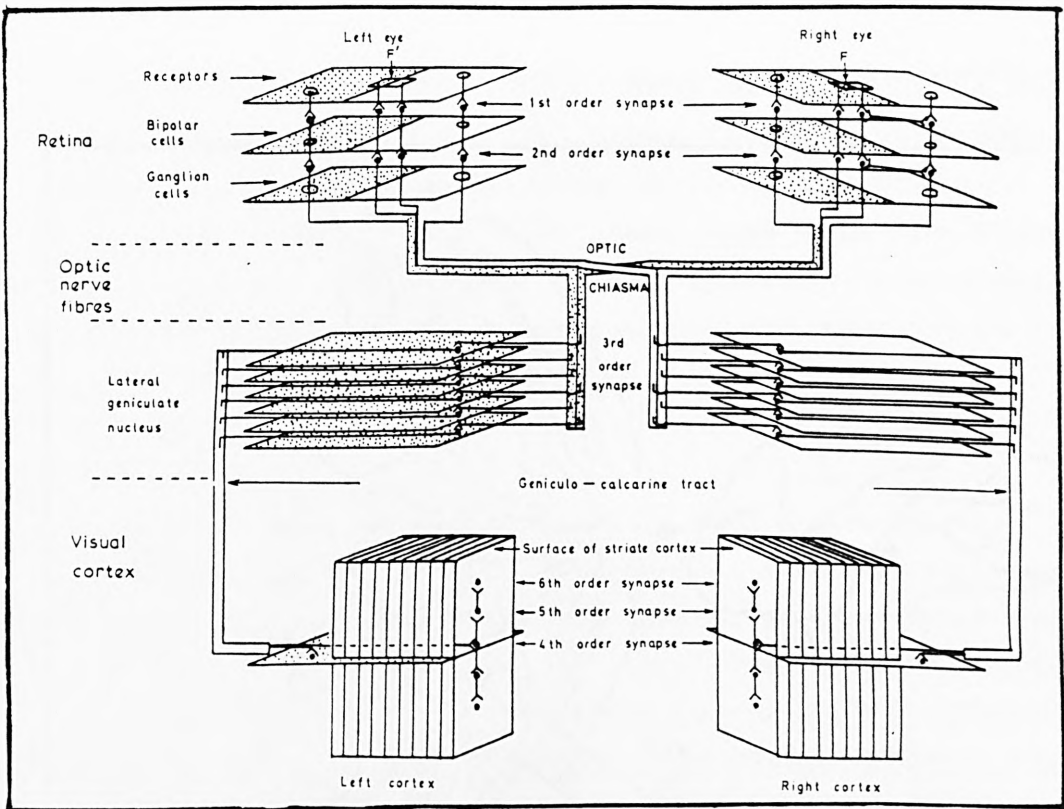 Left eye
F'
Right eye
F
Receptors
1st order synapse
Retina
Bipolar
cells
2nd order synapse
Ganglion
cells
OPTIC
CHIASMA
Optic
nerve
fibres
3rd
order
synapse
Lateral
geniculate
nucleus
Geniculo – calcarine tract
Visual
cortex
Surface of striate cortex
6th order synapse
5th order synapse
4th order synapse
Left cortex
Right cortex